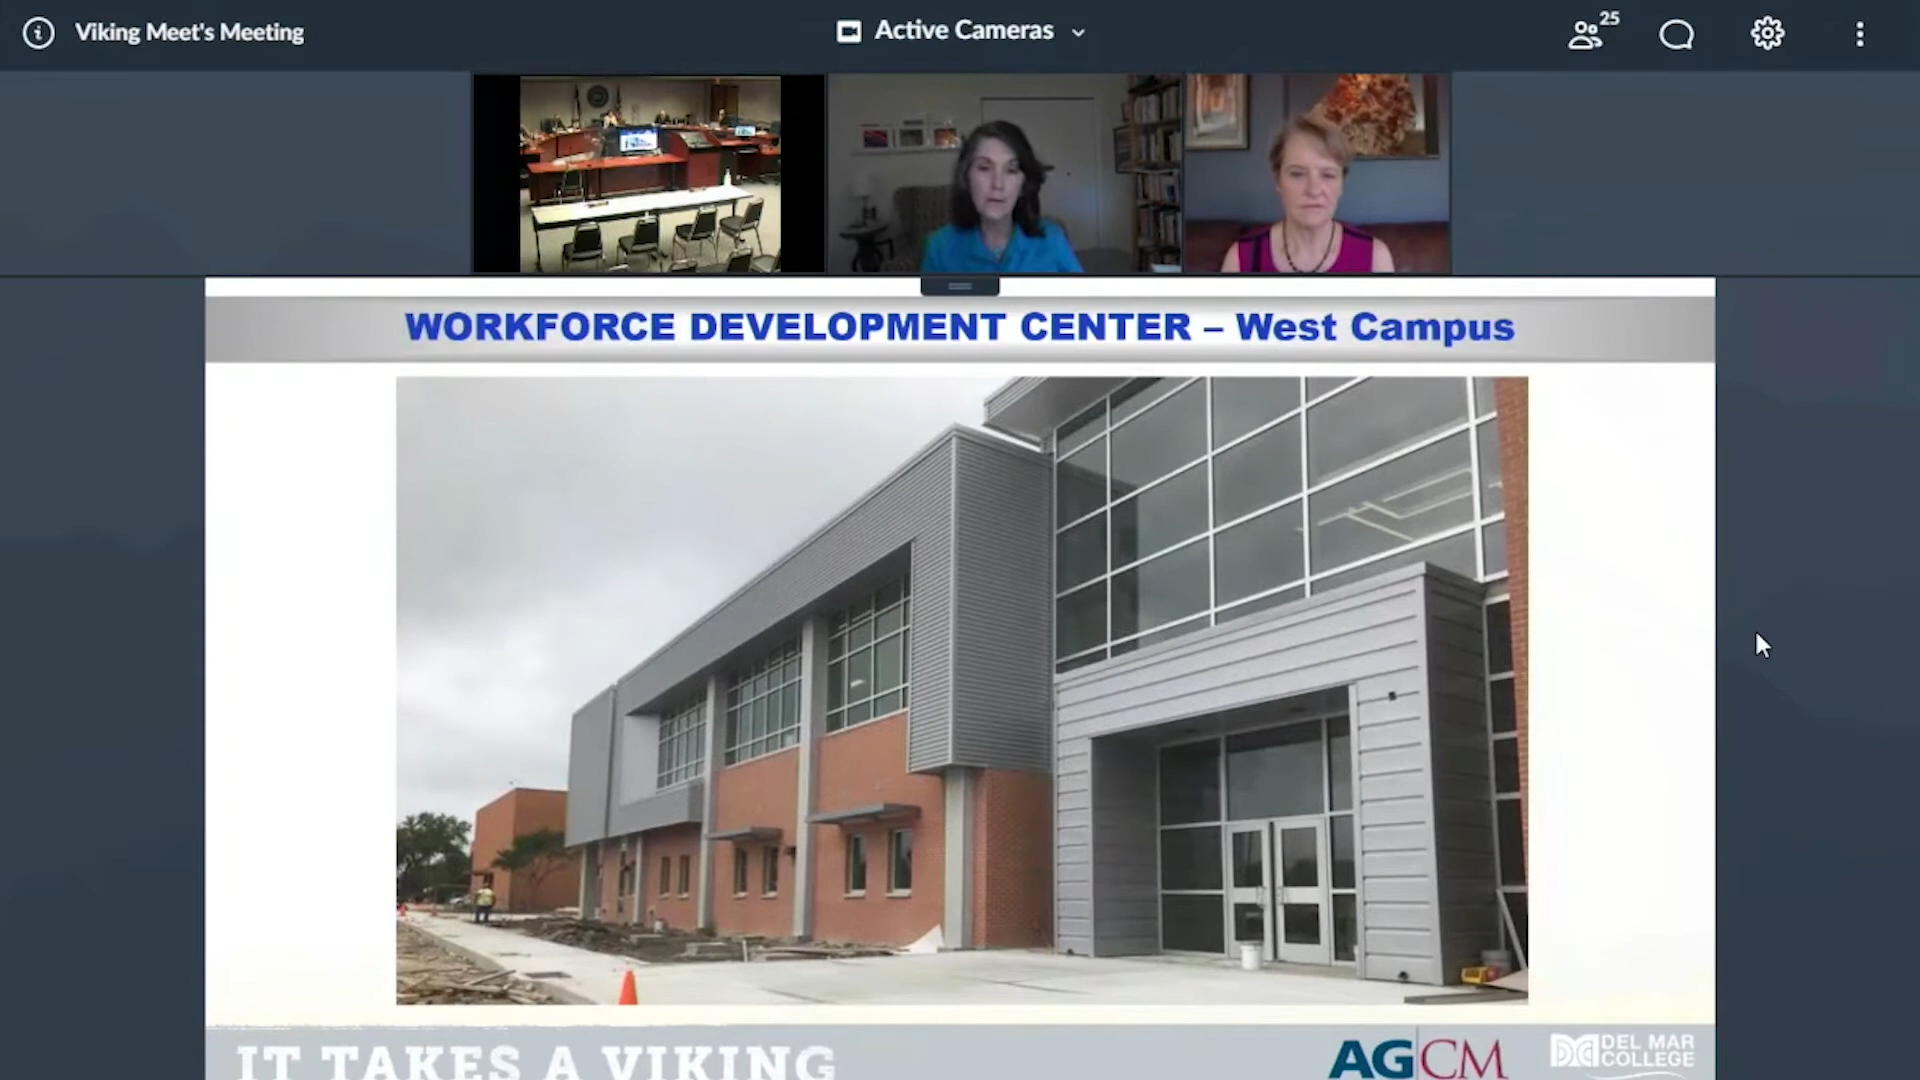 Viking Meet's Meeting
Active Cameras
25
WORKFORCE DEVELOPMENT CENTER – West Campus
IT TAKES A VIKING
AGCM
DEL MAR
COLLEGE